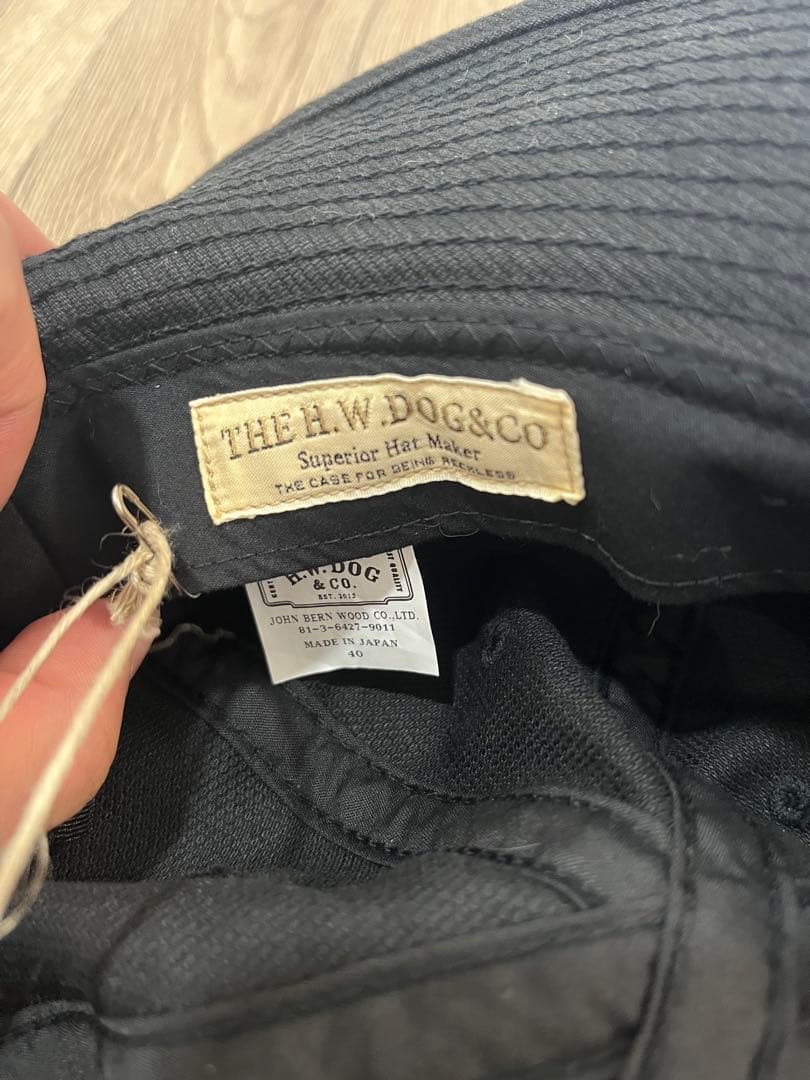 THE H.W.DOG&CO
Superior Hat Maker
THE CASE FOR BEING RECKLESS
H.W.DOG
& CO.
EST. 2013
JOHN BERN WOOD CO.,LTD.
81-3-6427-9011
MADE IN JAPAN
40